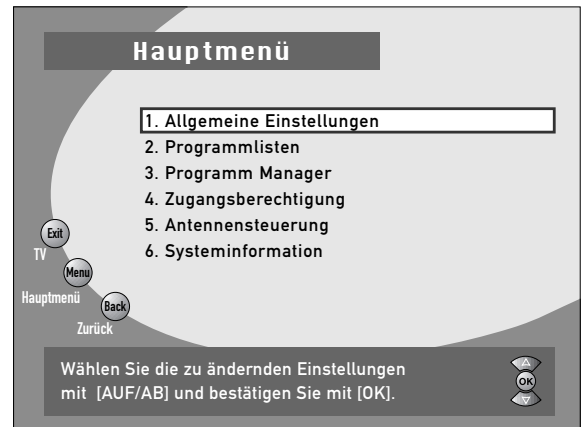 Hauptmenü
1. Allgemeine Einstellungen
2. Programmlisten
3. Programm Manager
4. Zugangsberechtigung
5. Antennensteuerung
6. Systeminformation
Exit
TV
Menu
Hauptmenü
Back
Zurück
Wählen Sie die zu ändernden Einstellungen
mit [AUF/AB] und bestätigen Sie mit [OK].
OK